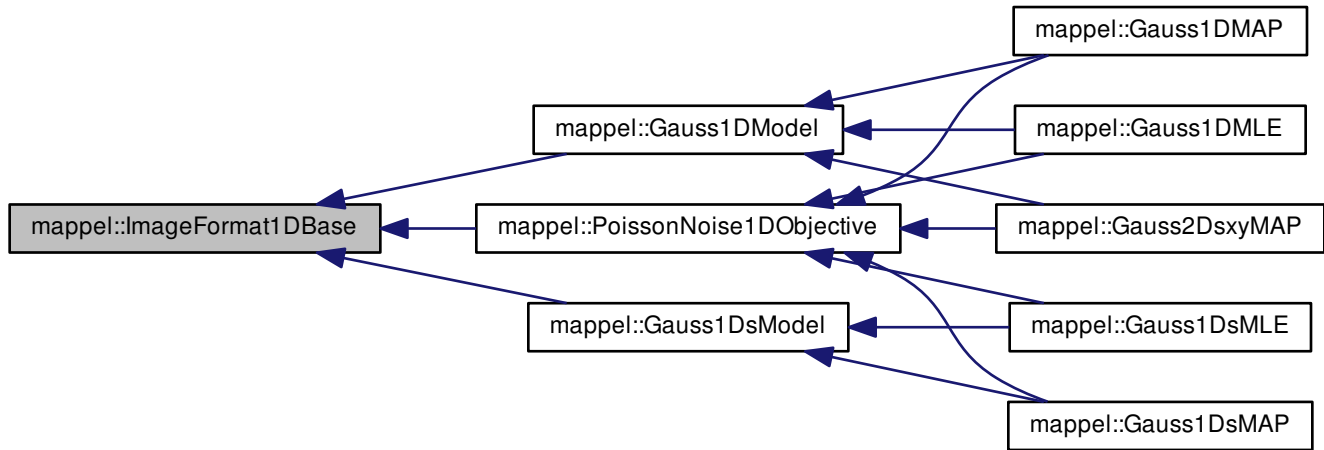 mappel::Gauss1DMAP
mappel::Gauss1DModel
mappel::Gauss1DMLE
mappel::ImageFormat1DBase
mappel::PoissonNoise1DObjective
mappel::Gauss2DsxyMAP
mappel::Gauss1DsModel
mappel::Gauss1DsMLE
mappel::Gauss1DsMAP